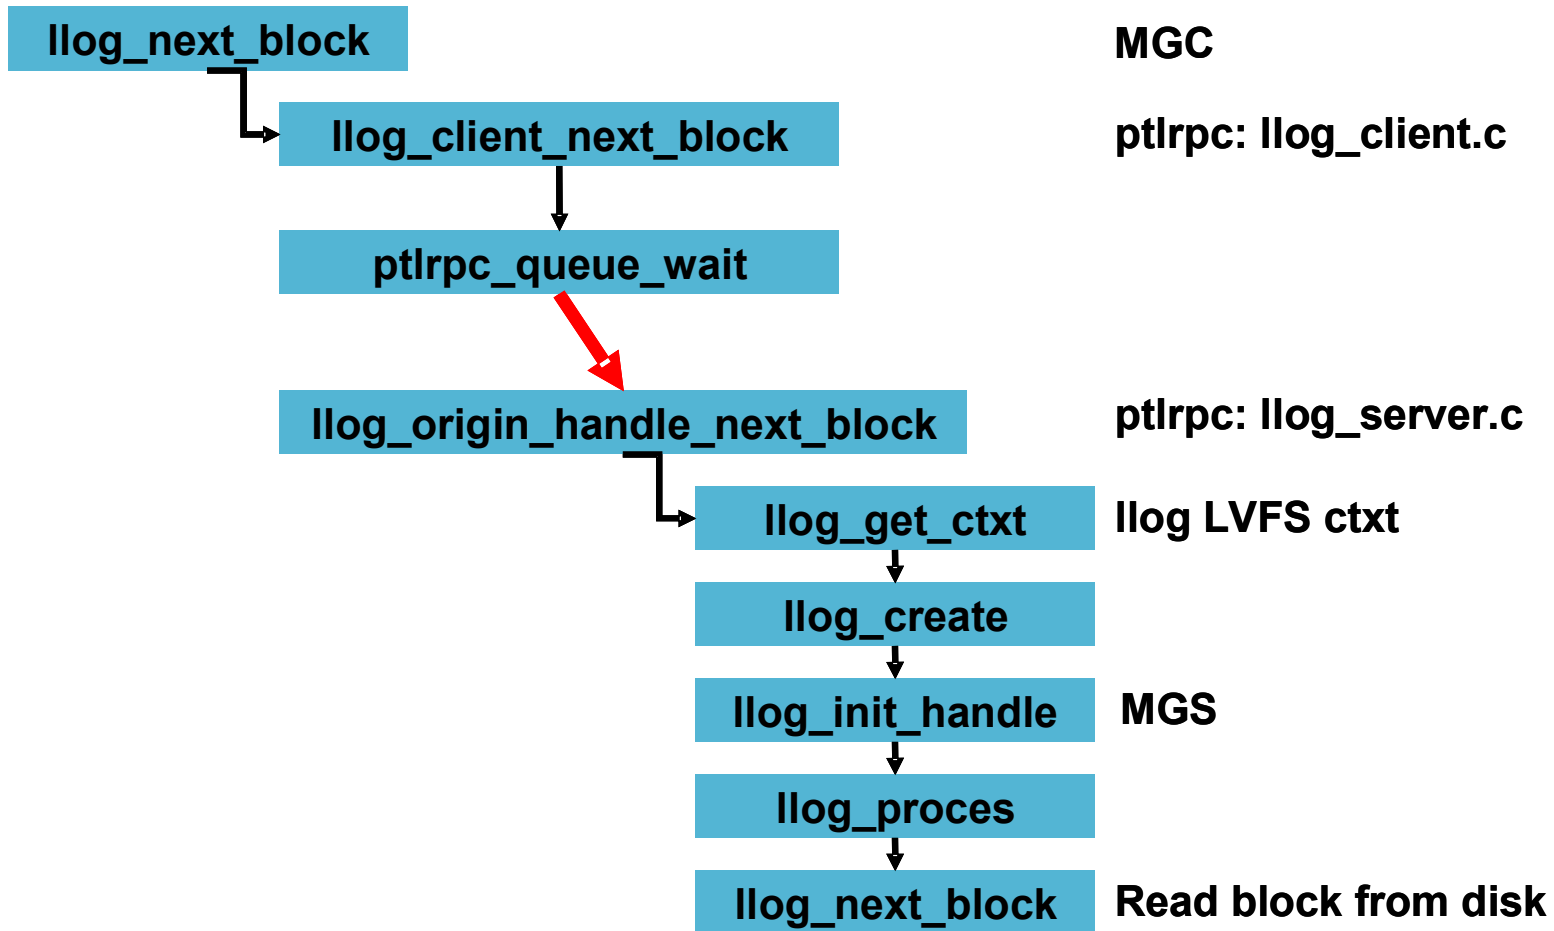 llog_next_block MGC
llog_client_next_block ptlrpc: llog_client.c
ptlrpc_queue_wait
llog_origin_handle_next_block ptlrpc: llog_server.c
llog_get_ctxt llog LVFS ctxt
llog_create
llog_init_handle MGS
llog_proces
llog_next_block Read block from disk